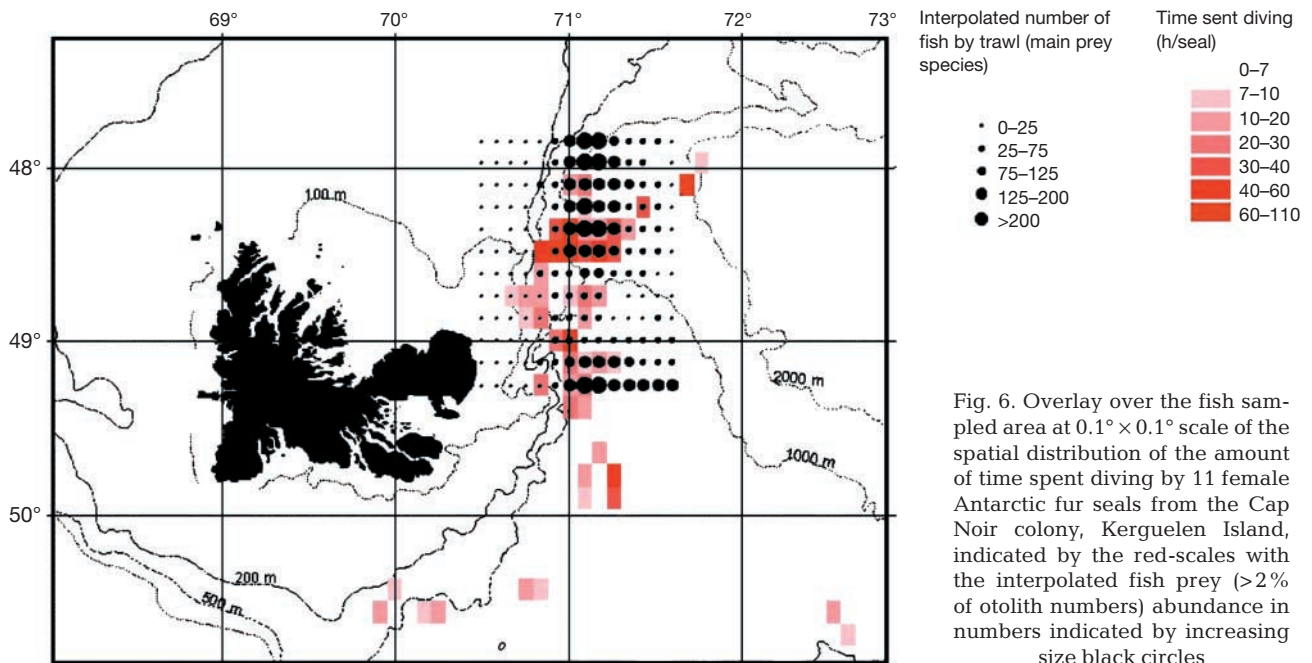 69°
70°
71°
72°
73°
48°
49°
50°
100 m
200 m
500 m
1000 m
2000 m
Interpolated number of
fish by trawl (main prey
species)
0–25
25–75
75–125
125–200
>200
Time sent diving
(h/seal)
0–7
7–10
10–20
20–30
30–40
40–60
60–110
Fig. 6. Overlay over the fish sam-
pled area at 0.1° × 0.1° scale of the
spatial distribution of the amount
of time spent diving by 11 female
Antarctic fur seals from the Cap
Noir colony, Kerguelen Island,
indicated by the red-scales with
the interpolated fish prey (>2%
of otolith numbers) abundance in
numbers indicated by increasing
size black circles